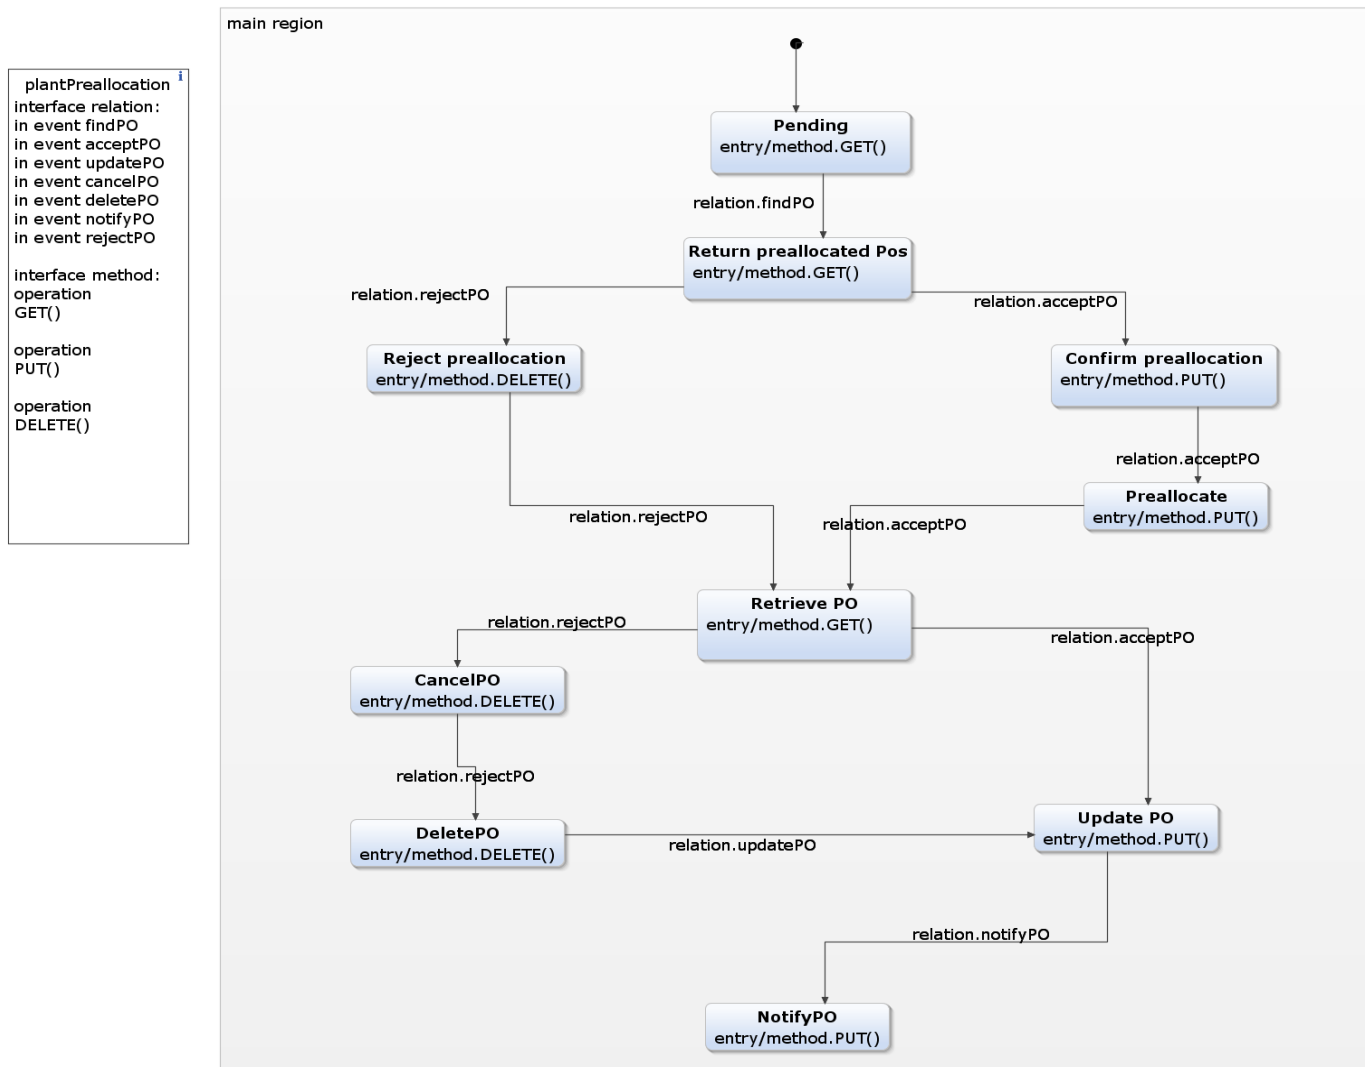 main region
plantPreallocation i
interface relation:
in event findPO
in event acceptPO
in event updatePO
in event cancelPO
in event deletePO
in event notifyPO
in event rejectPO
interface method:
operation
GET()
operation
PUT()
operation
DELETE()
Pending
entry/method.GET()
relation.findPO
Return preallocated Pos
entry/method.GET()
relation.rejectPO
relation.acceptPO
Reject preallocation
entry/method.DELETE()
Confirm preallocation
entry/method.PUT()
relation.acceptPO
Preallocate
entry/method.PUT()
relation.rejectPO
relation.acceptPO
Retrieve PO
entry/method.GET()
relation.rejectPO
relation.acceptPO
CancelPO
entry/method.DELETE()
relation.rejectPO
DeletePO
entry/method.DELETE()
relation.updatePO
Update PO
entry/method.PUT()
relation.notifyPO
NotifyPO
entry/method.PUT()